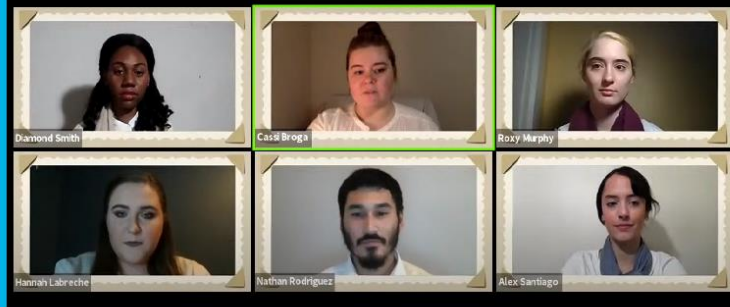 Diamond Smith
Cassi Broga
Roxy Murphy
Hannah Labreche
Nathan Rodriguez
Alex Santiago